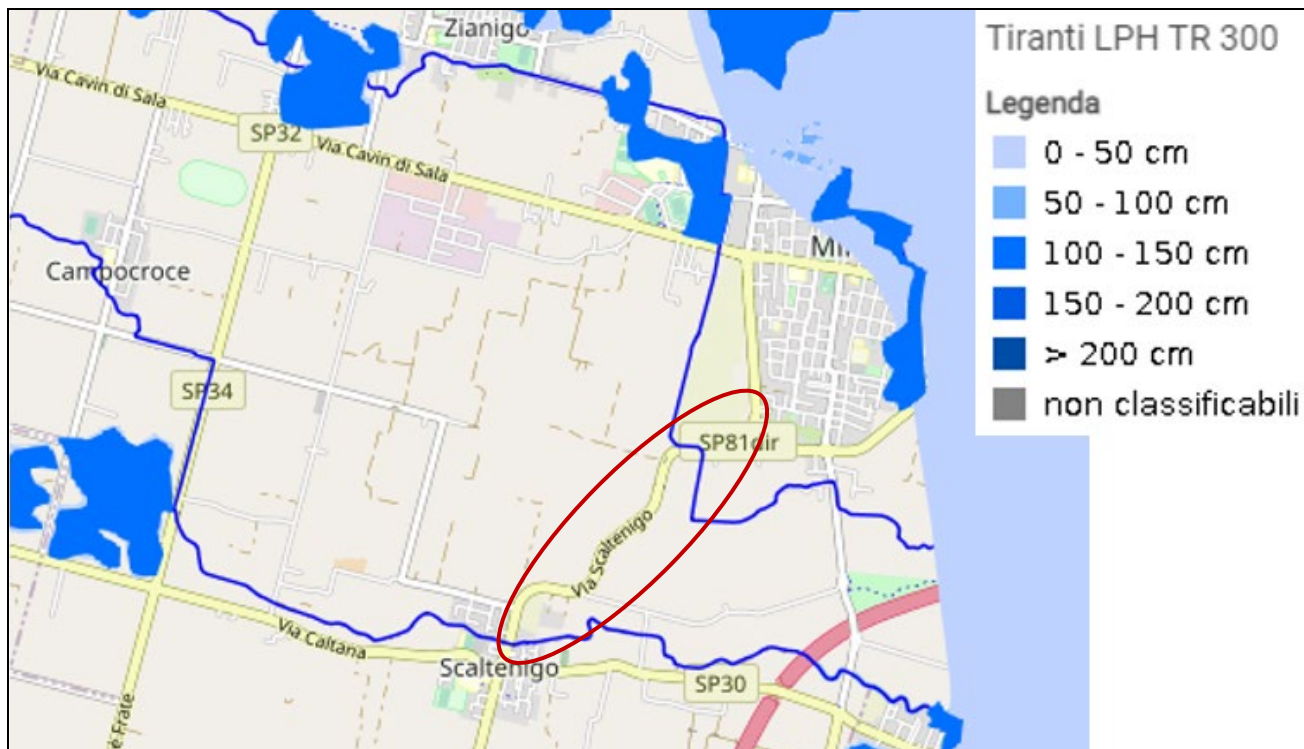 Zianigo
Via Cavin di Sala
SP32
Via Cavin di Sala
Campocroce
SP34
SP81dir
Via Scaltenigo
Via Caltana
Scaltenigo
SP30
Tiranti LPH TR 300
Legenda
0 - 50 cm
50 - 100 cm
100 - 150 cm
150 - 200 cm
> 200 cm
non classificabili